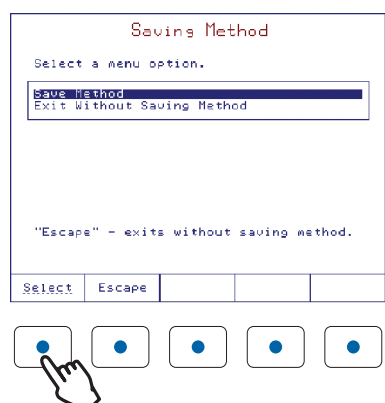 Saving Method
Select a menu option.
Save Method
Exit Without Saving Method
"Escape" - exits without saving method.
Select Escape